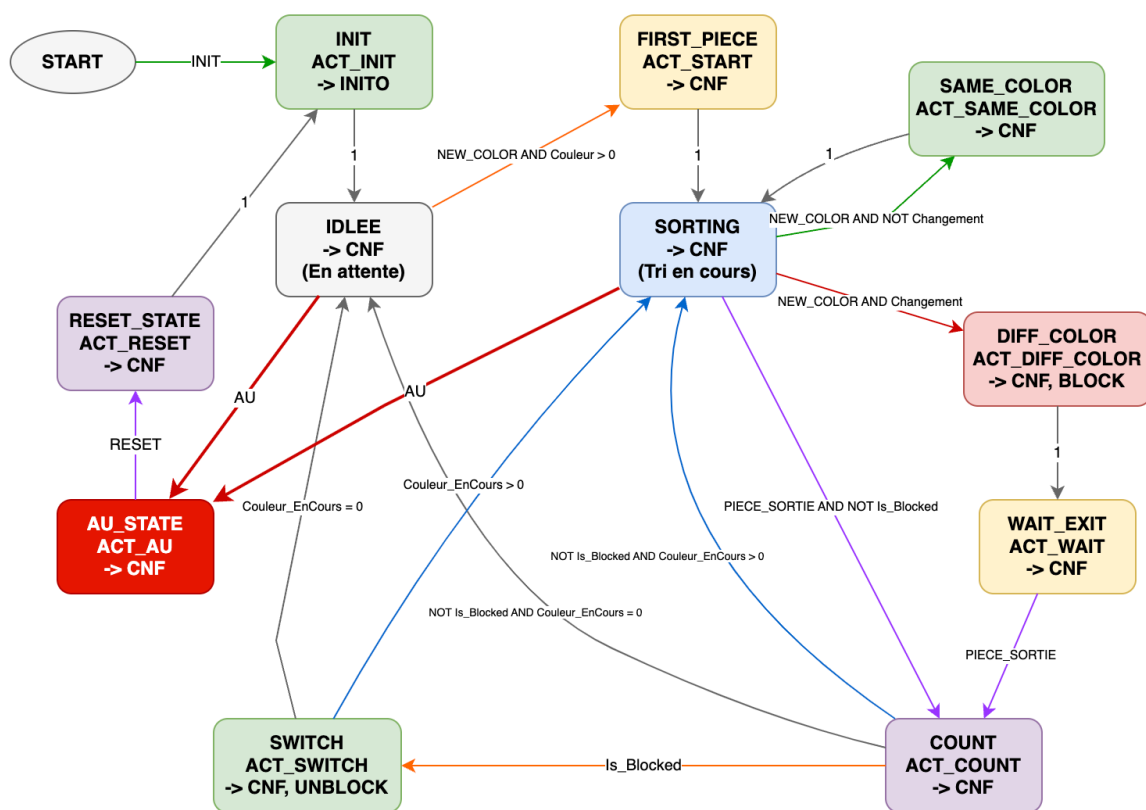 START
INIT
INIT
ACT_INIT
-> INITO
FIRST_PIECE
ACT_START
-> CNF
SAME_COLOR
ACT_SAME_COLOR
-> CNF
1
NEW_COLOR AND Couleur > 0
1
1
1
IDLEE
-> CNF
(En attente)
SORTING
-> CNF
(Tri en cours)
NEW_COLOR AND NOT Changement
NEW_COLOR AND Changement
RESET_STATE
ACT_RESET
-> CNF
DIFF_COLOR
ACT_DIFF_COLOR
-> CNF, BLOCK
AU
AU
RESET
1
Couleur_EnCours = 0
Couleur_EnCours > 0
PIECE_SORTIE AND NOT Is_Blocked
AU_STATE
ACT_AU
-> CNF
WAIT_EXIT
ACT_WAIT
-> CNF
NOT Is_Blocked AND Couleur_EnCours > 0
NOT Is_Blocked AND Couleur_EnCours = 0
PIECE_SORTIE
SWITCH
ACT_SWITCH
-> CNF, UNBLOCK
Is_Blocked
COUNT
ACT_COUNT
-> CNF